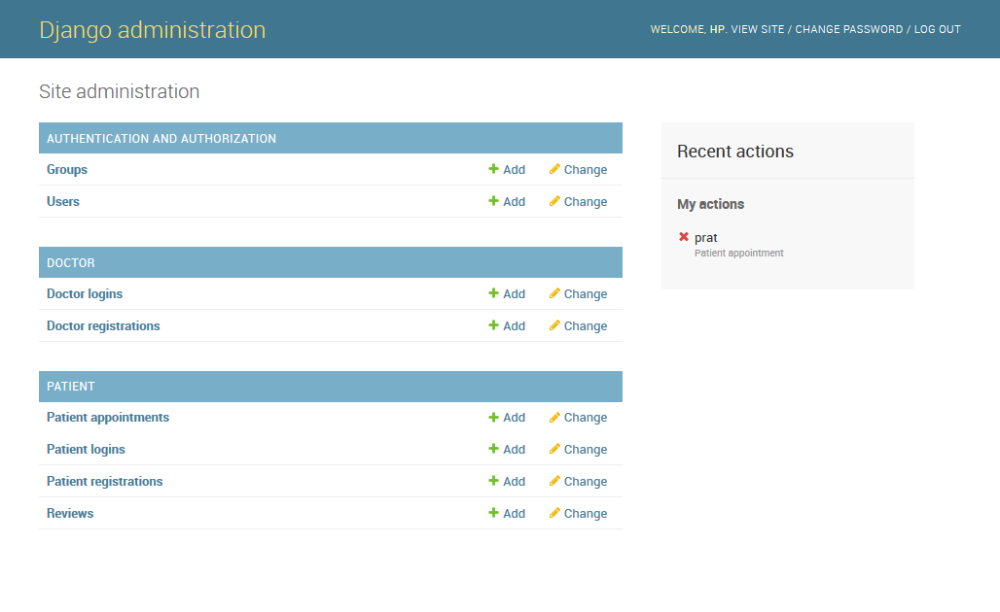 Django administration
WELCOME, HP. VIEW SITE / CHANGE PASSWORD / LOG OUT
Site administration
AUTHENTICATION AND AUTHORIZATION
Groups Add Change
Users Add Change
DOCTOR
Doctor logins Add Change
Doctor registrations Add Change
PATIENT
Patient appointments Add Change
Patient logins Add Change
Patient registrations Add Change
Reviews Add Change
Recent actions
My actions
prat
Patient appointment